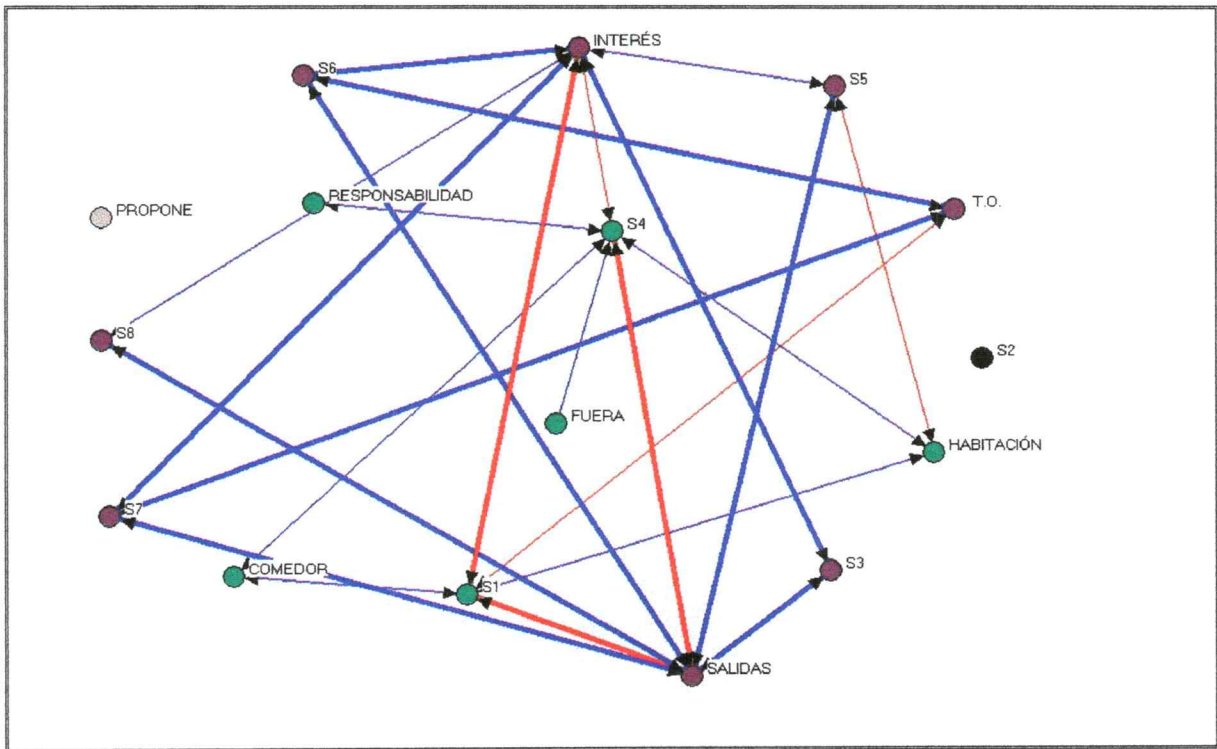 INTERÉS
S6
S5
RESPONSABILIDAD
T.O.
PROPONE
S4
S8
S2
FUERA
HABITACIÓN
S7
COMEDOR
S3
S1
SALIDAS